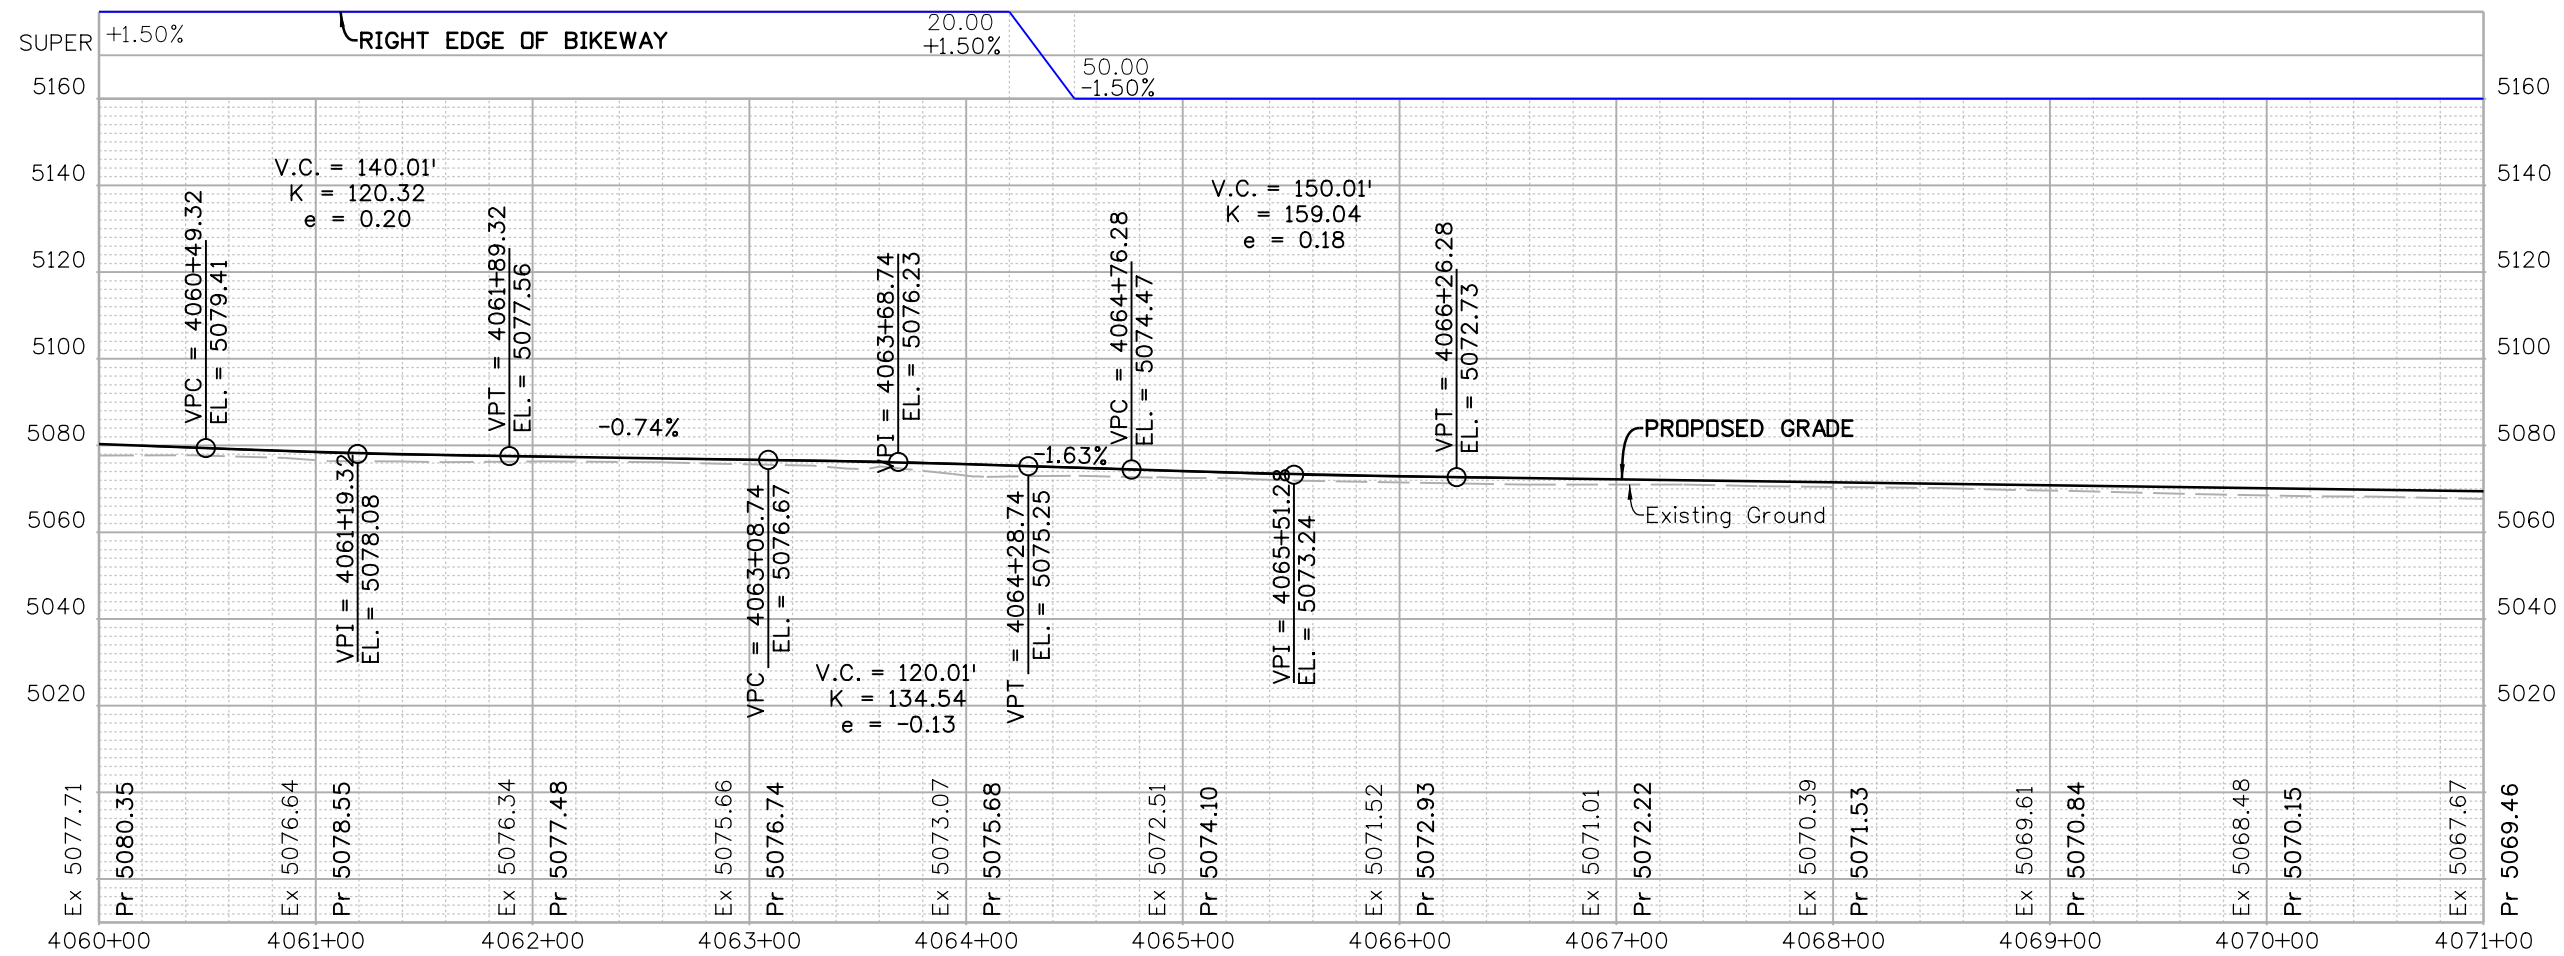 SUPER
+1.50%
RIGHT EDGE OF BIKEWAY
20.00
+1.50%
50.00
-1.50%
5160
5160
5140
5140
5120
5120
5100
5100
5080
5080
5060
5060
5040
5040
5020
5020
V.C. = 140.01'
K = 120.32
e = 0.20
V.C. = 150.01'
K = 159.04
e = 0.18
VPC = 4060+49.32
EL. = 5079.41
VPI = 4061+19.32
EL. = 5078.08
VPT = 4061+89.32
EL. = 5077.56
-0.74%
VPC = 4063+08.74
EL. = 5076.67
VPI = 4063+68.74
EL. = 5076.23
VPT = 4064+28.74
EL. = 5075.25
-1.63%
VPC = 4064+76.28
EL. = 5074.47
VPI = 4065+51.28
EL. = 5073.24
VPT = 4066+26.28
EL. = 5072.73
PROPOSED GRADE
Existing Ground
V.C. = 120.01'
K = 134.54
e = -0.13
Ex 5077.71
Pr 5080.35
Ex 5076.64
Pr 5078.55
Ex 5076.34
Pr 5077.48
Ex 5075.66
Pr 5076.74
Ex 5073.07
Pr 5075.68
Ex 5072.51
Pr 5074.10
Ex 5071.52
Pr 5072.93
Ex 5071.01
Pr 5072.22
Ex 5070.39
Pr 5071.53
Ex 5069.61
Pr 5070.84
Ex 5068.48
Pr 5070.15
Ex 5067.67
Pr 5069.46
4060+00
4061+00
4062+00
4063+00
4064+00
4065+00
4066+00
4067+00
4068+00
4069+00
4070+00
4071+00